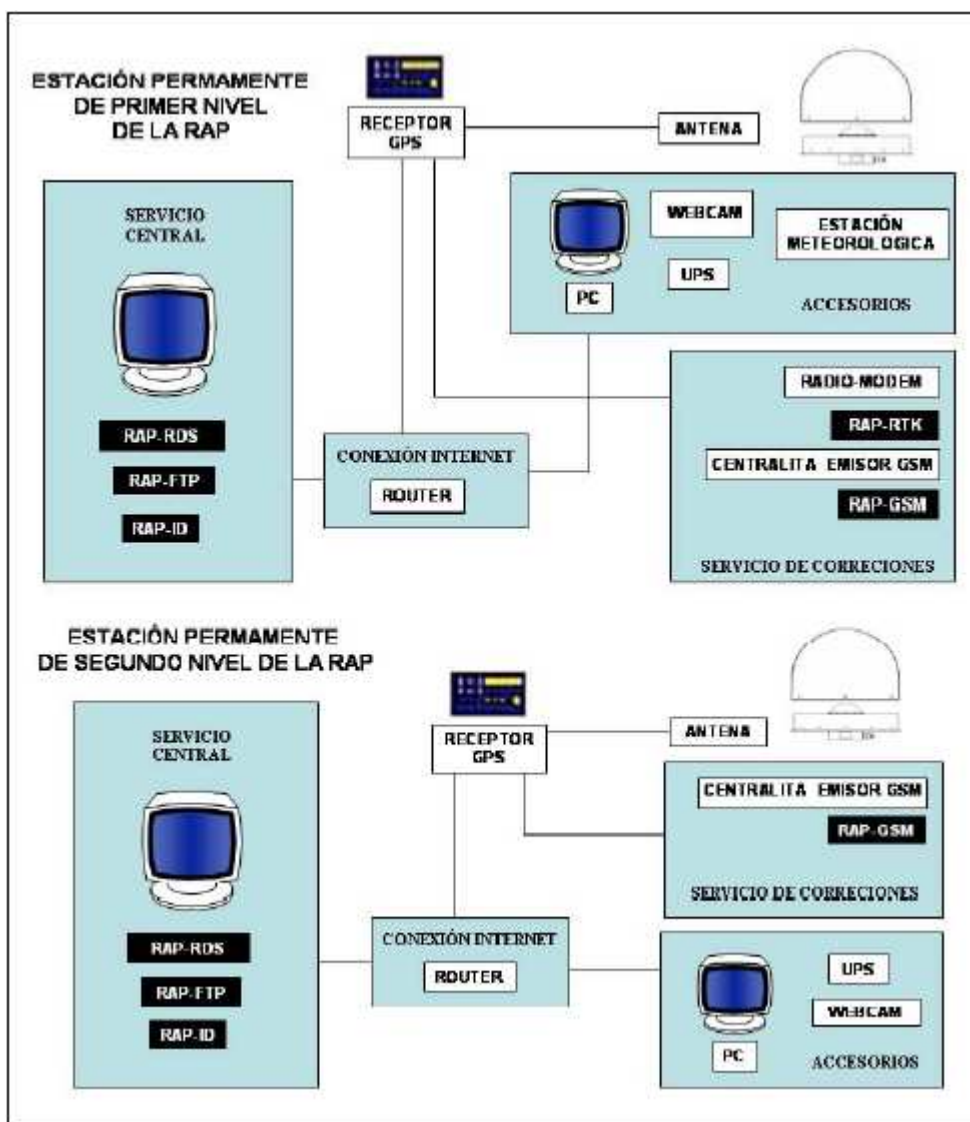 ESTACIÓN PERMAMENTE
DE PRIMER NIVEL
DE LA RAP
RECEPTOR
GPS
ANTENA
SERVICIO
CENTRAL
RAP-RDS
RAP-FTP
RAP-ID
CONEXIÓN INTERNET
ROUTER
WEBCAM
ESTACIÓN
METEOROLOGICA
UPS
PC
ACCESORIOS
RADIO-MODEM
RAP-RTK
CENTRALITA EMISOR GSM
RAP-GSM
SERVICIO DE CORRECIONES
ESTACIÓN PERMAMENTE
DE SEGUNDO NIVEL DE LA RAP
RECEPTOR
GPS
ANTENA
SERVICIO
CENTRAL
RAP-RDS
RAP-FTP
RAP-ID
CENTRALITA EMISOR GSM
RAP-GSM
SERVICIO DE CORRECIONES
CONEXIÓN INTERNET
ROUTER
UPS
WEBCAM
PC
ACCESORIOS